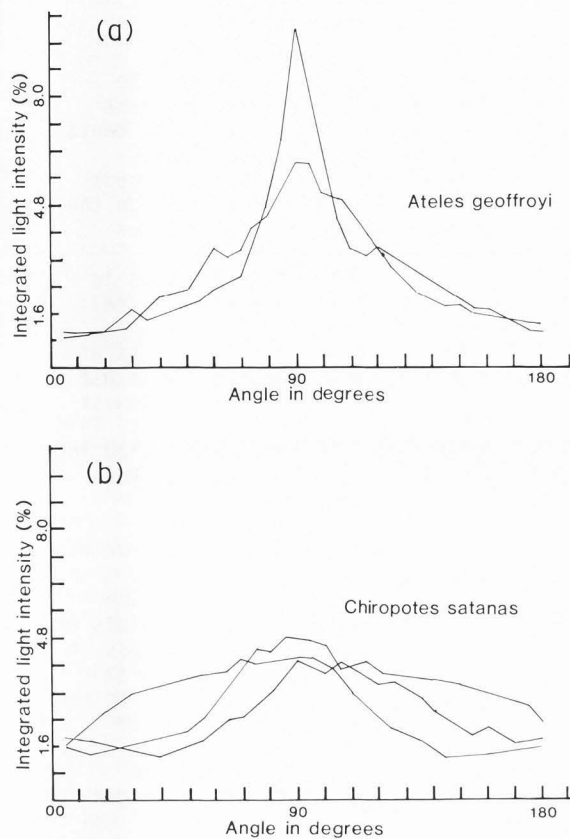 (a)
Integrated light intensity (%)
8.0
4.8
1.6
Ateles geoffroyi
00
90
180
Angle in degrees
(b)
Integrated light intensity (%)
8.0
4.8
1.6
Chiropotes satanas
00
90
180
Angle in degrees